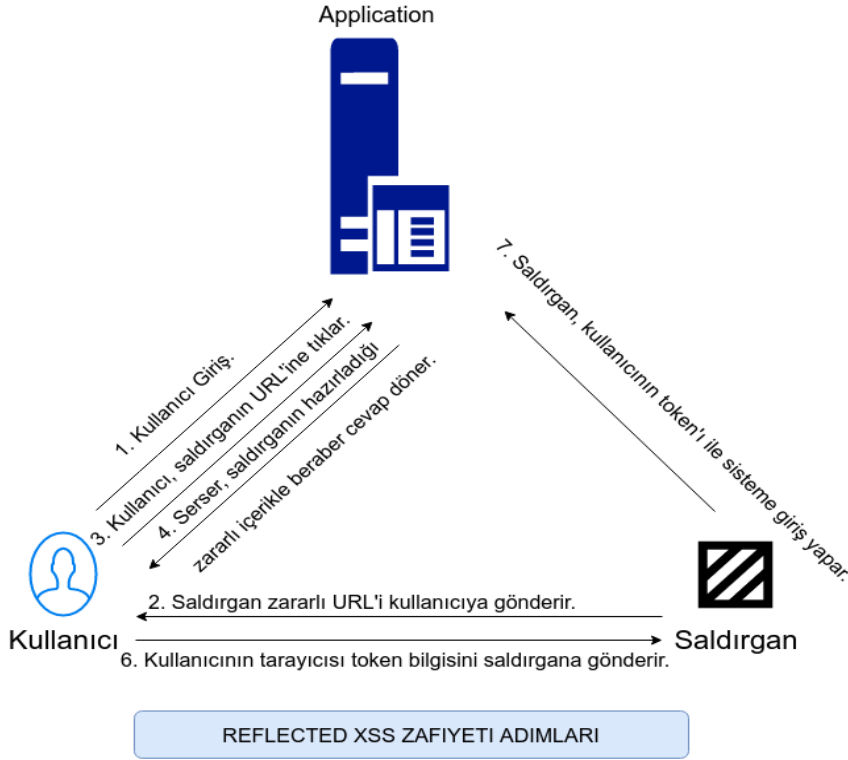 Application
1. Kullanıcı Giriş.
3. Kullanıcı, saldırganın URL'ine tıklar.
4. Serser, saldırganın hazırladığı
zararlı içerikle beraber cevap döner.
7. Saldırgan, kullanıcının token'ı ile sisteme giriş yapar.
2. Saldırgan zararlı URL'i kullanıcıya gönderir.
Kullanıcı
Saldırgan
6. Kullanıcının tarayıcısı token bilgisini saldırgana gönderir.
REFLECTED XSS ZAFIYETI ADIMLARI